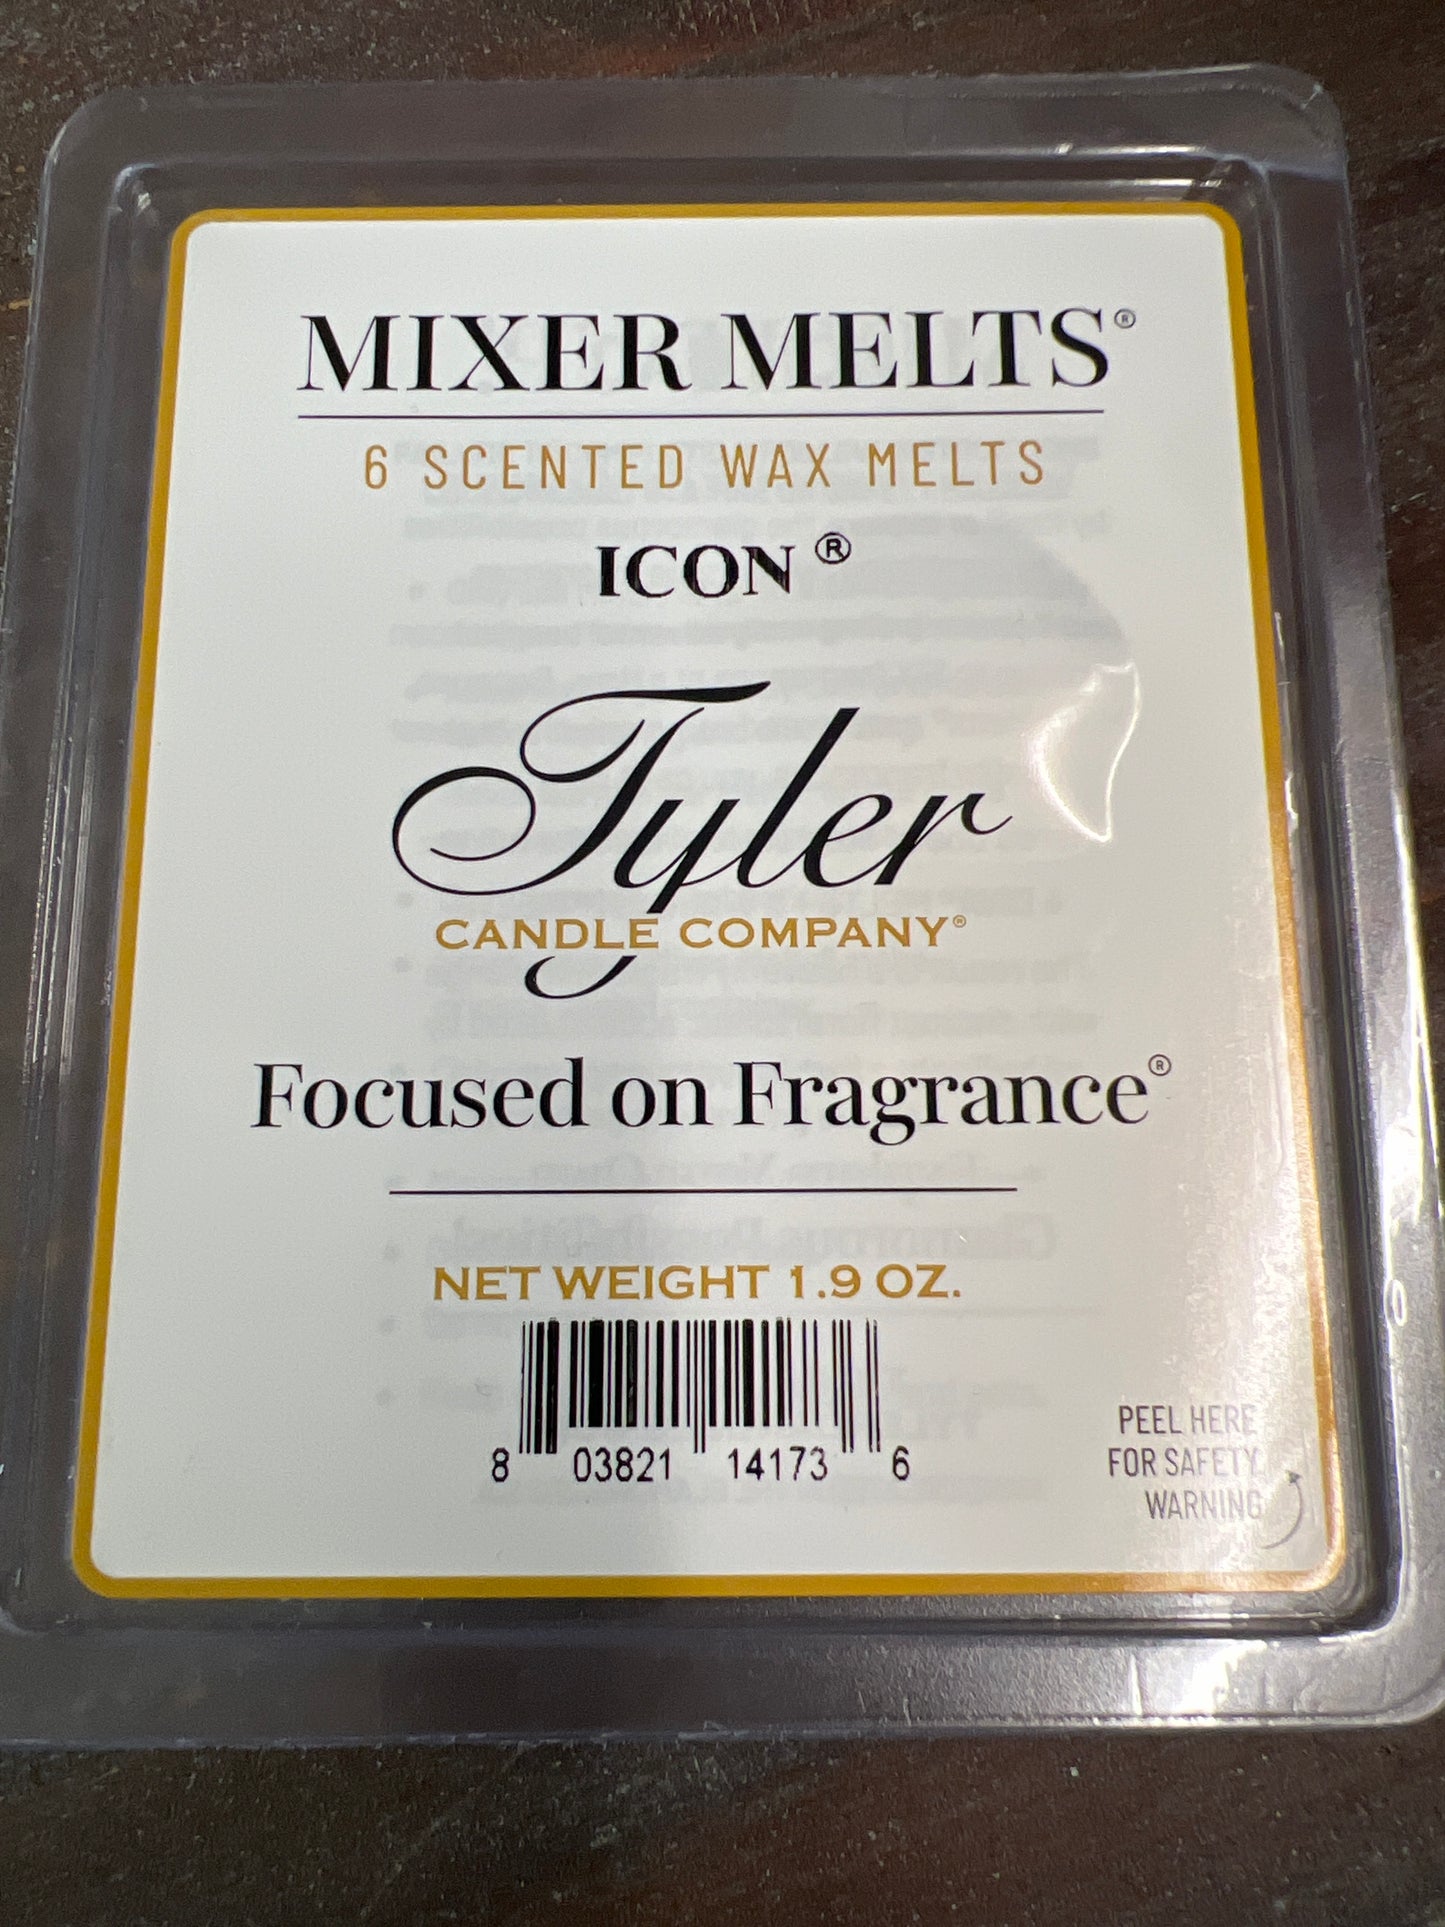 MIXER MELTS®
6 SCENTED WAX MELTS
ICON ®
Tyler
CANDLE COMPANY®
Focused on Fragrance®
NET WEIGHT 1.9 OZ.
8 03821 14173 6
PEEL HERE
FOR SAFETY
WARNING